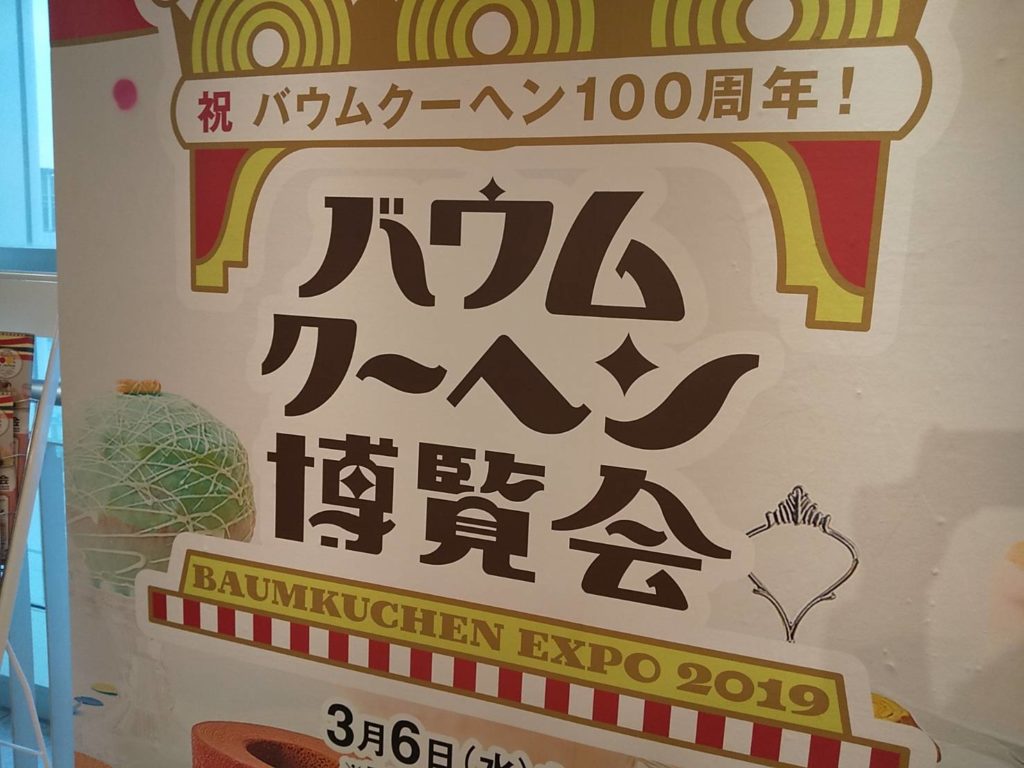 祝 バウムクーヘン100周年！
バウム
クーヘン
博覧会
BAUMKUCHEN EXPO 2019
3月6日(水)